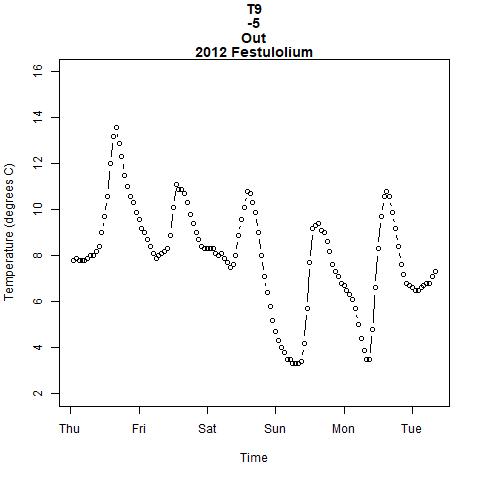 T9
-5
Out
2012 Festulolium
16
14
12
10
8
6
4
2
Temperature (degrees C)
Thu Fri Sat Sun Mon Tue
Time